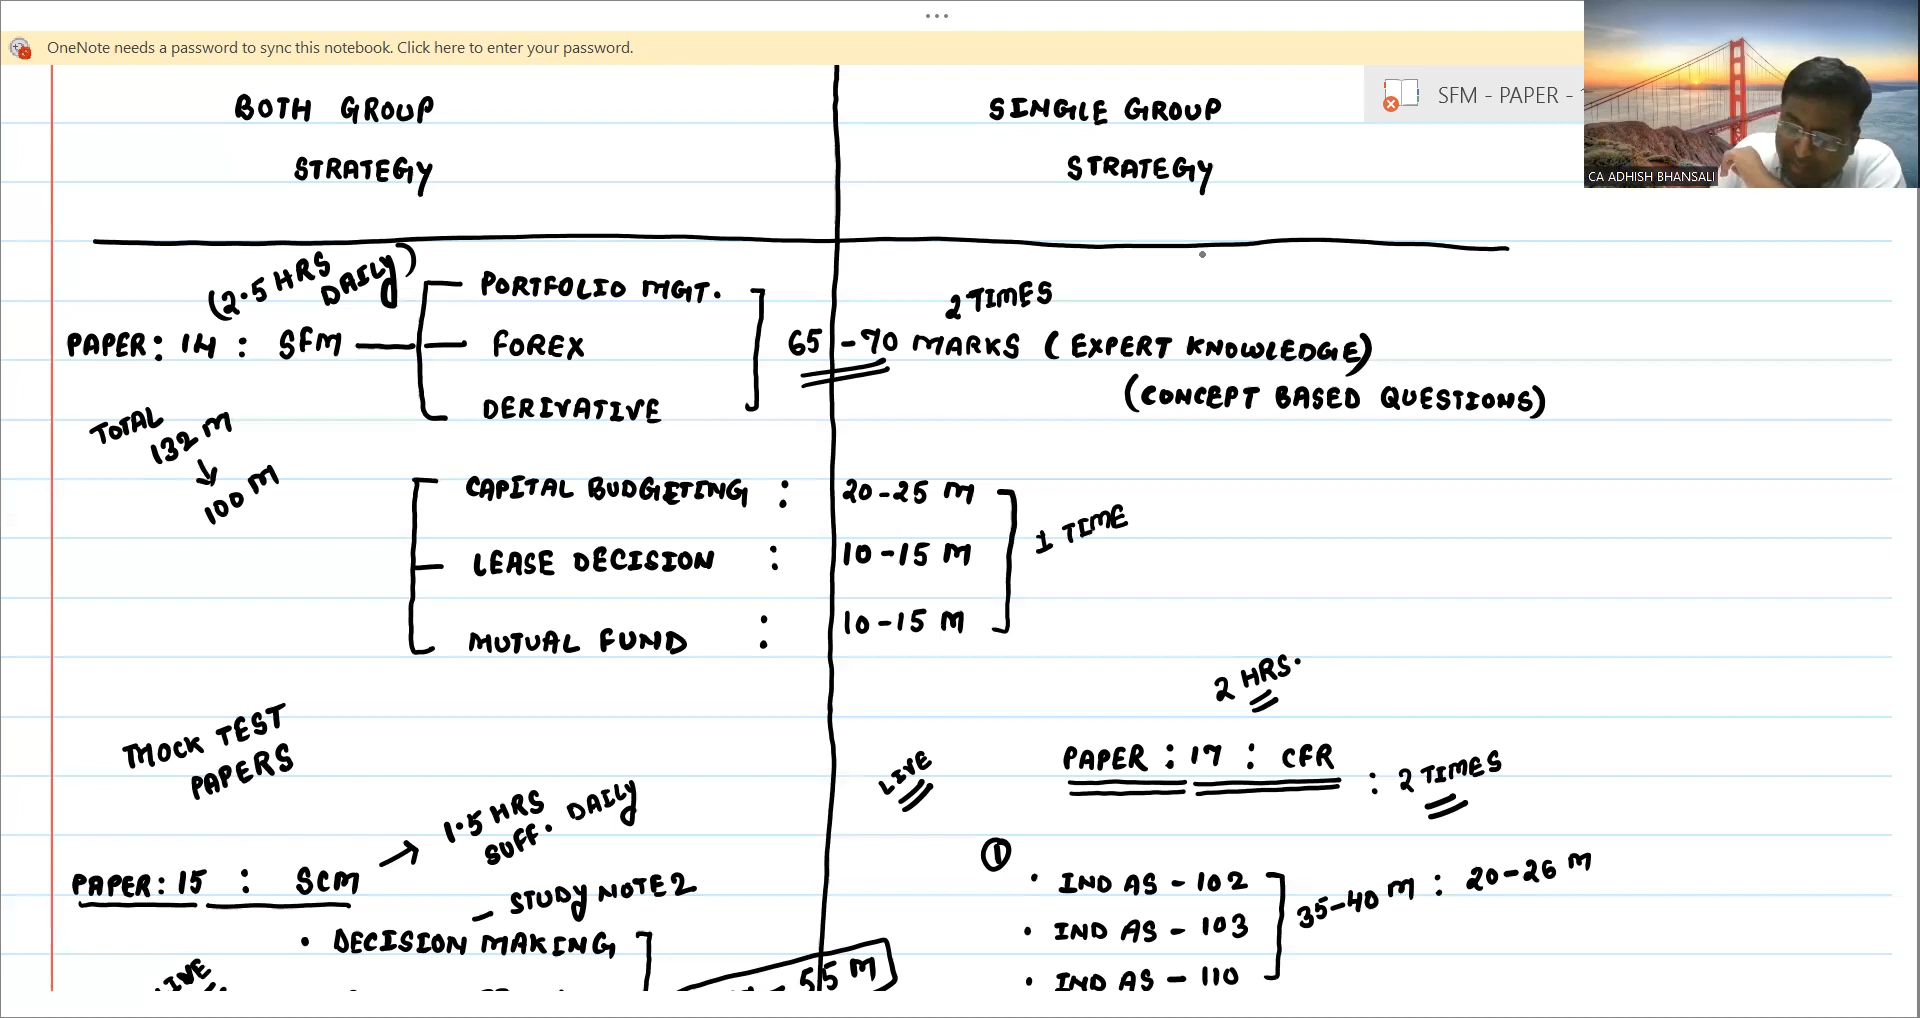 OneNote needs a password to sync this notebook. Click here to enter your password.
SFM - PAPER -
CA ADHISH BHANSALI
BOTH GROUP
STRATEGY
SINGLE GROUP
STRATEGY
(2.5 HRS
DAILY)
PAPER: 14 : SFM
PORTFOLIO MGT.
FOREX
DERIVATIVE
2 TIMES
65-70 MARKS (EXPERT KNOWLEDGE)
(CONCEPT BASED QUESTIONS)
TOTAL
132 M
↓
100 M
CAPITAL BUDGETING : 20-25 M
LEASE DECISION : 10-15 M
MUTUAL FUND : 10-15 M
1 TIME
MOCK TEST
PAPERS
PAPER: 15 : SCM → 1.5 HRS
SUFF. DAILY
- STUDY NOTE 2
• DECISION MAKING
55 M
2 HRS.
LIVE
PAPER : 17 : CFR : 2 TIMES
①
• IND AS - 102
• IND AS - 103
• IND AS - 110
35-40 M : 20-26 M